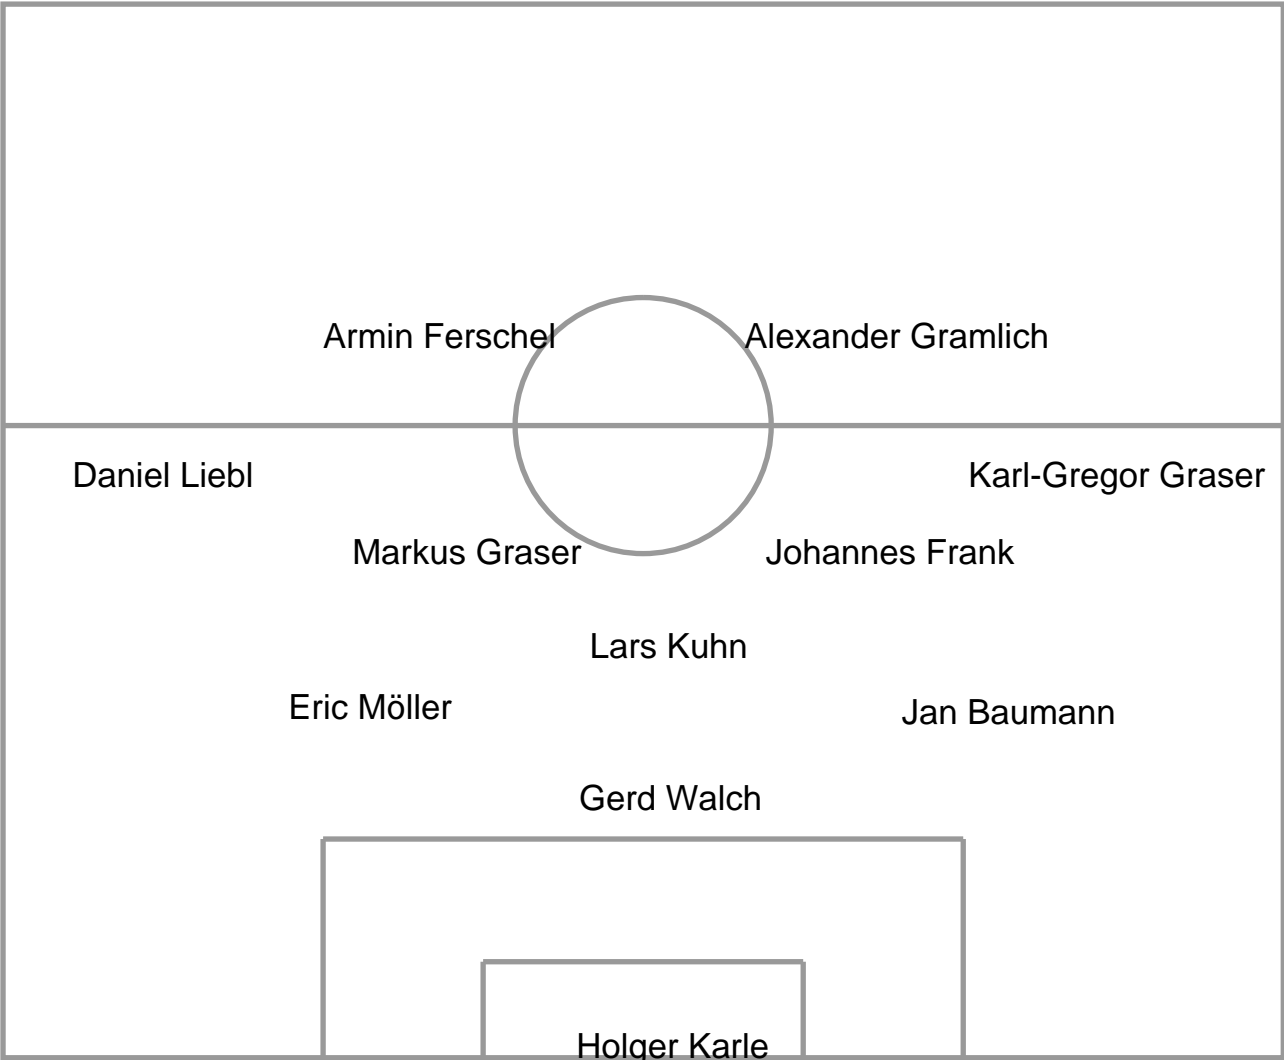 Armin Ferschel
Alexander Gramlich
Daniel Liebl
Karl-Gregor Graser
Markus Graser
Johannes Frank
Lars Kuhn
Eric Möller
Jan Baumann
Gerd Walch
Holger Karle